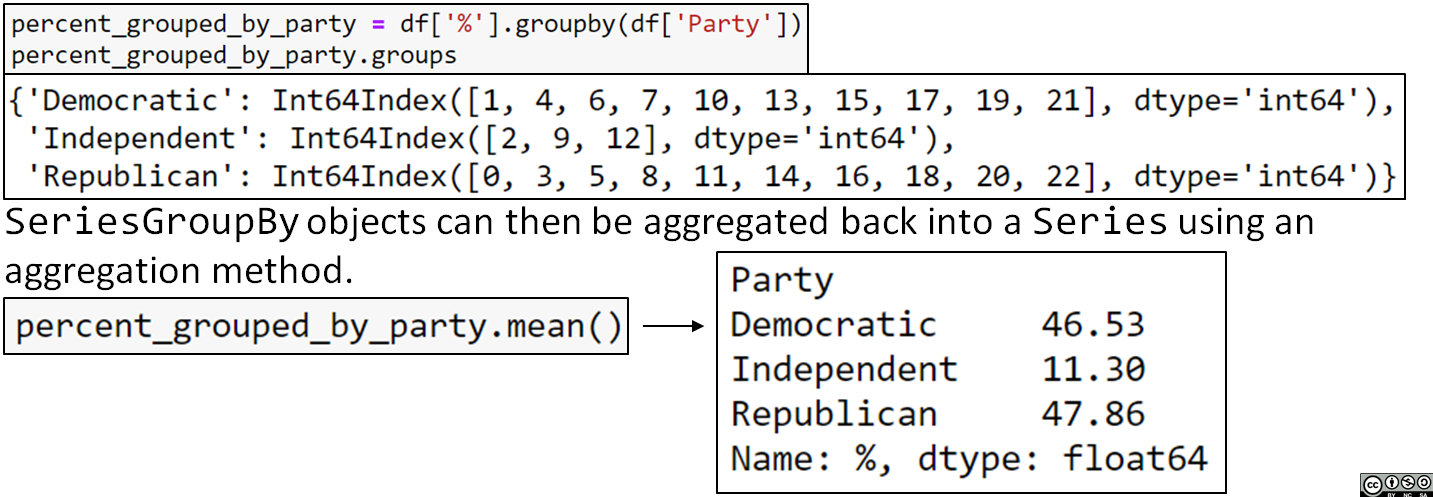 percent_grouped_by_party = df['%'].groupby(df['Party'])
percent_grouped_by_party.groups
{'Democratic': Int64Index([1, 4, 6, 7, 10, 13, 15, 17, 19, 21], dtype='int64'),
 'Independent': Int64Index([2, 9, 12], dtype='int64'),
 'Republican': Int64Index([0, 3, 5, 8, 11, 14, 16, 18, 20, 22], dtype='int64')}
SeriesGroupBy objects can then be aggregated back into a Series using an
aggregation method.
percent_grouped_by_party.mean()
Party
Democratic     46.53
Independent    11.30
Republican     47.86
Name: %, dtype: float64
cc
BY NC SA